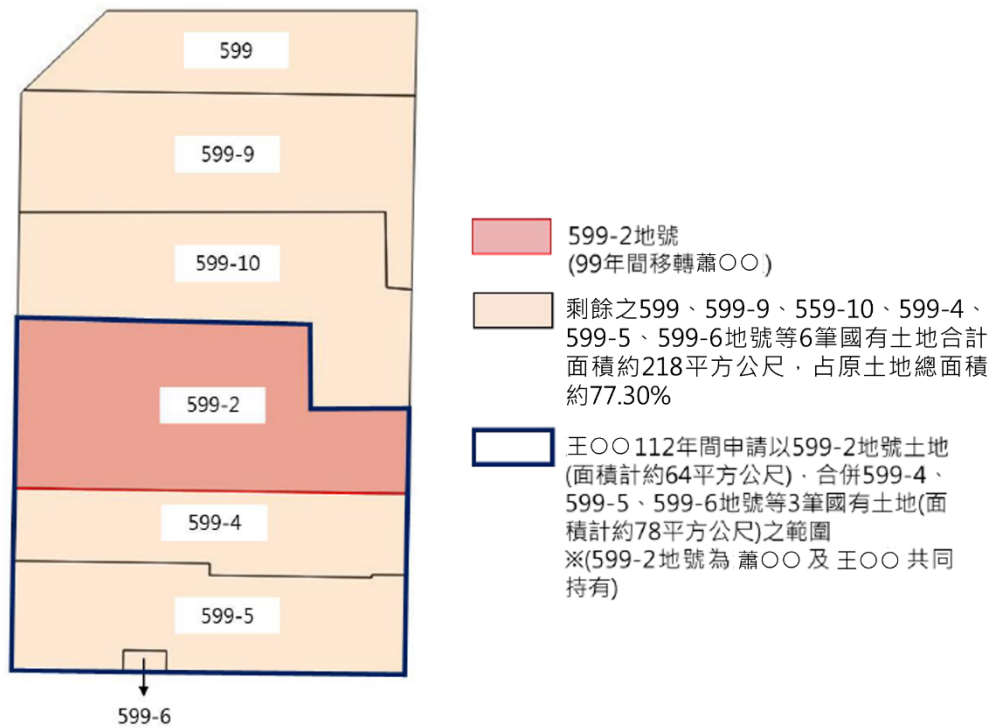 599
599-9
599-10
599-2
599-4
599-5
599-6
599-2地號
(99年間移轉蕭○○)
剩餘之599、599-9、559-10、599-4、
599-5、599-6地號等6筆國有土地合計
面積約218平方公尺，占原土地總面積
約77.30%
王○○112年間申請以599-2地號土地
(面積計約64平方公尺)，合併599-4、
599-5、599-6地號等3筆國有土地(面
積計約78平方公尺)之範圍
※(599-2地號為 蕭○○ 及 王○○ 共同
持有)